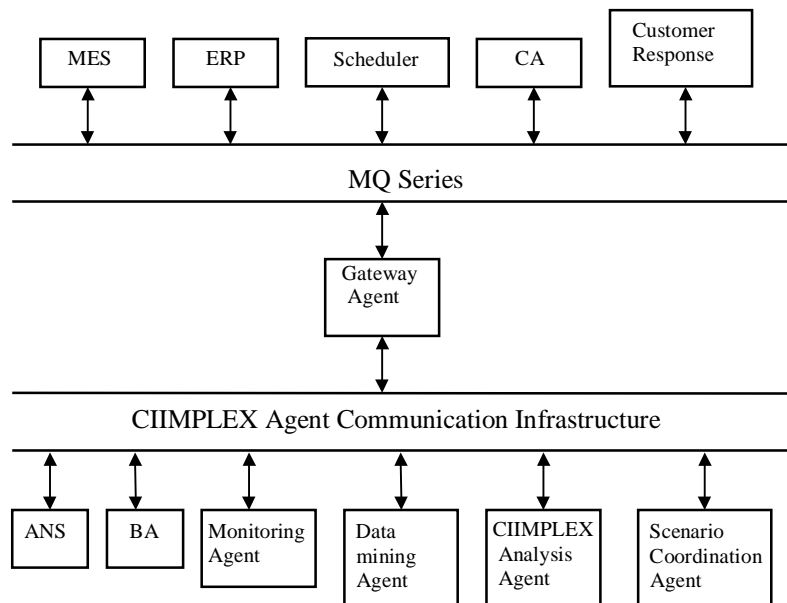 MES
ERP
Scheduler
CA
Customer
Response
MQ Series
Gateway
Agent
CIIMPLEX Agent Communication Infrastructure
ANS
BA
Monitoring
Agent
Data
mining
Agent
CIIMPLEX
Analysis
Agent
Scenario
Coordination
Agent